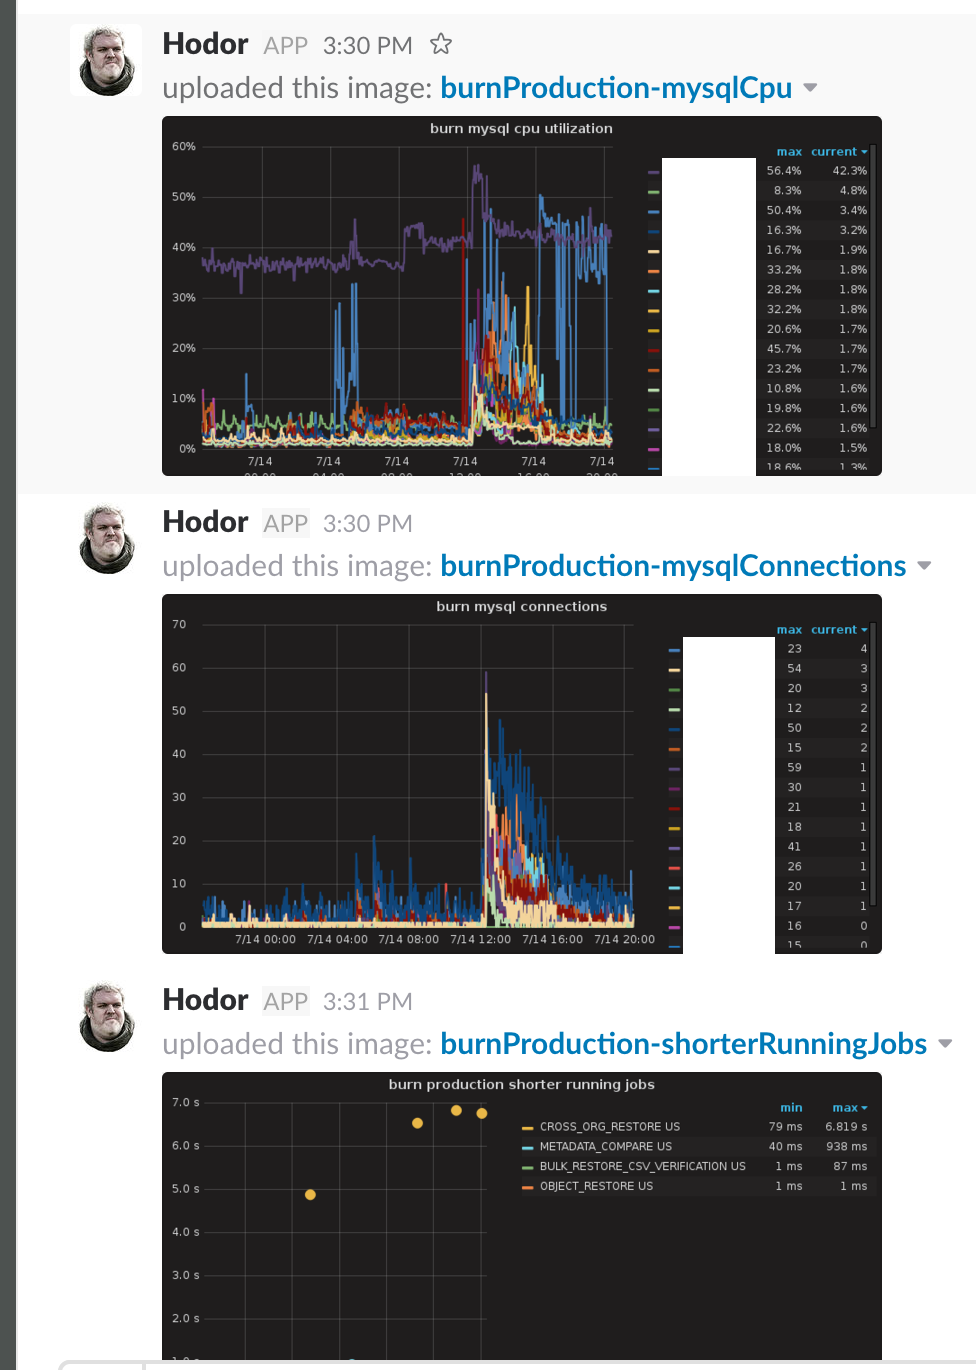 Hodor APP 3:30 PM
uploaded this image: burnProduction-mysqlCpu
burn mysql cpu utilization
max current
60%
50%
40%
30%
20%
10%
0%
7/14 7/14 7/14 7/14 7/14 7/14
56.4% 42.3%
8.3% 4.8%
50.4% 3.4%
16.3% 3.2%
16.7% 1.9%
33.2% 1.8%
28.2% 1.8%
32.2% 1.8%
20.6% 1.7%
45.7% 1.7%
23.2% 1.7%
10.8% 1.6%
19.8% 1.6%
22.6% 1.6%
18.0% 1.5%
18.6% 1.3%
Hodor APP 3:30 PM
uploaded this image: burnProduction-mysqlConnections
burn mysql connections
max current
70
60
50
40
30
20
10
0
7/14 00:00 7/14 04:00 7/14 08:00 7/14 12:00 7/14 16:00 7/14 20:00
23 4
54 3
20 3
12 2
50 2
15 2
59 1
30 1
21 1
18 1
41 1
26 1
20 1
17 1
16 0
15 0
Hodor APP 3:31 PM
uploaded this image: burnProduction-shorterRunningJobs
burn production shorter running jobs
7.0 s
6.0 s
5.0 s
4.0 s
3.0 s
2.0 s
min max
CROSS_ORG_RESTORE US 79 ms 6.819 s
METADATA_COMPARE US 40 ms 938 ms
BULK_RESTORE_CSV_VERIFICATION US 1 ms 87 ms
OBJECT_RESTORE US 1 ms 1 ms